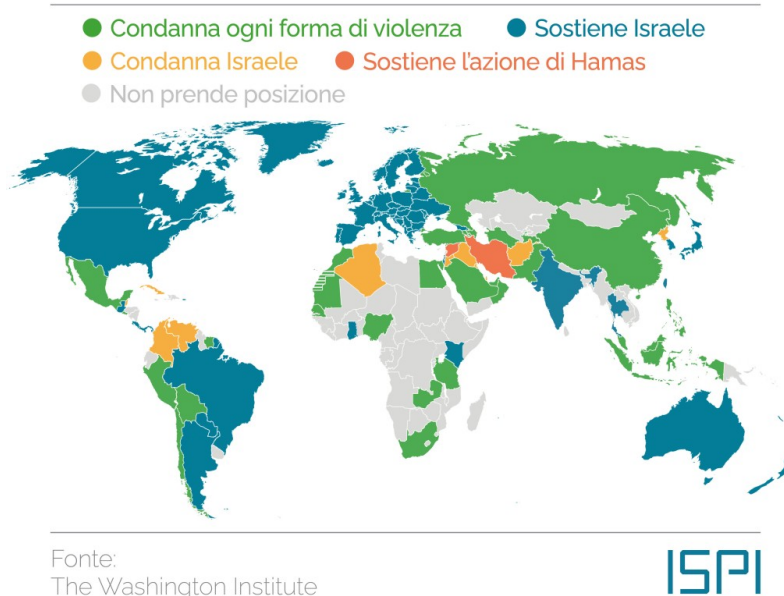 Condanna ogni forma di violenza Sostiene Israele
Condanna Israele Sostiene l'azione di Hamas
Non prende posizione
Fonte:
The Washington Institute
ISPI